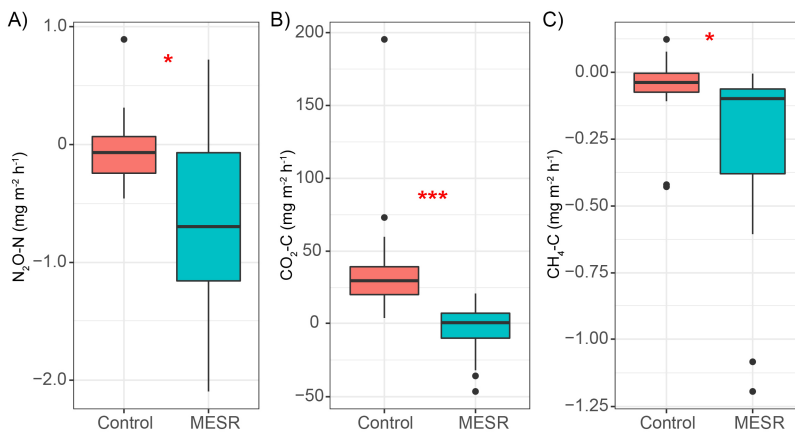 A)
1.0
0
−1.0
−2.0
N₂O-N (mg m⁻² h⁻¹)
*
Control MESR
B)
200
150
100
50
0
−50
CO₂-C (mg m⁻² h⁻¹)
***
Control MESR
C)
0.00
−0.25
−0.50
−0.75
−1.00
−1.25
CH₄-C (mg m⁻² h⁻¹)
*
Control MESR